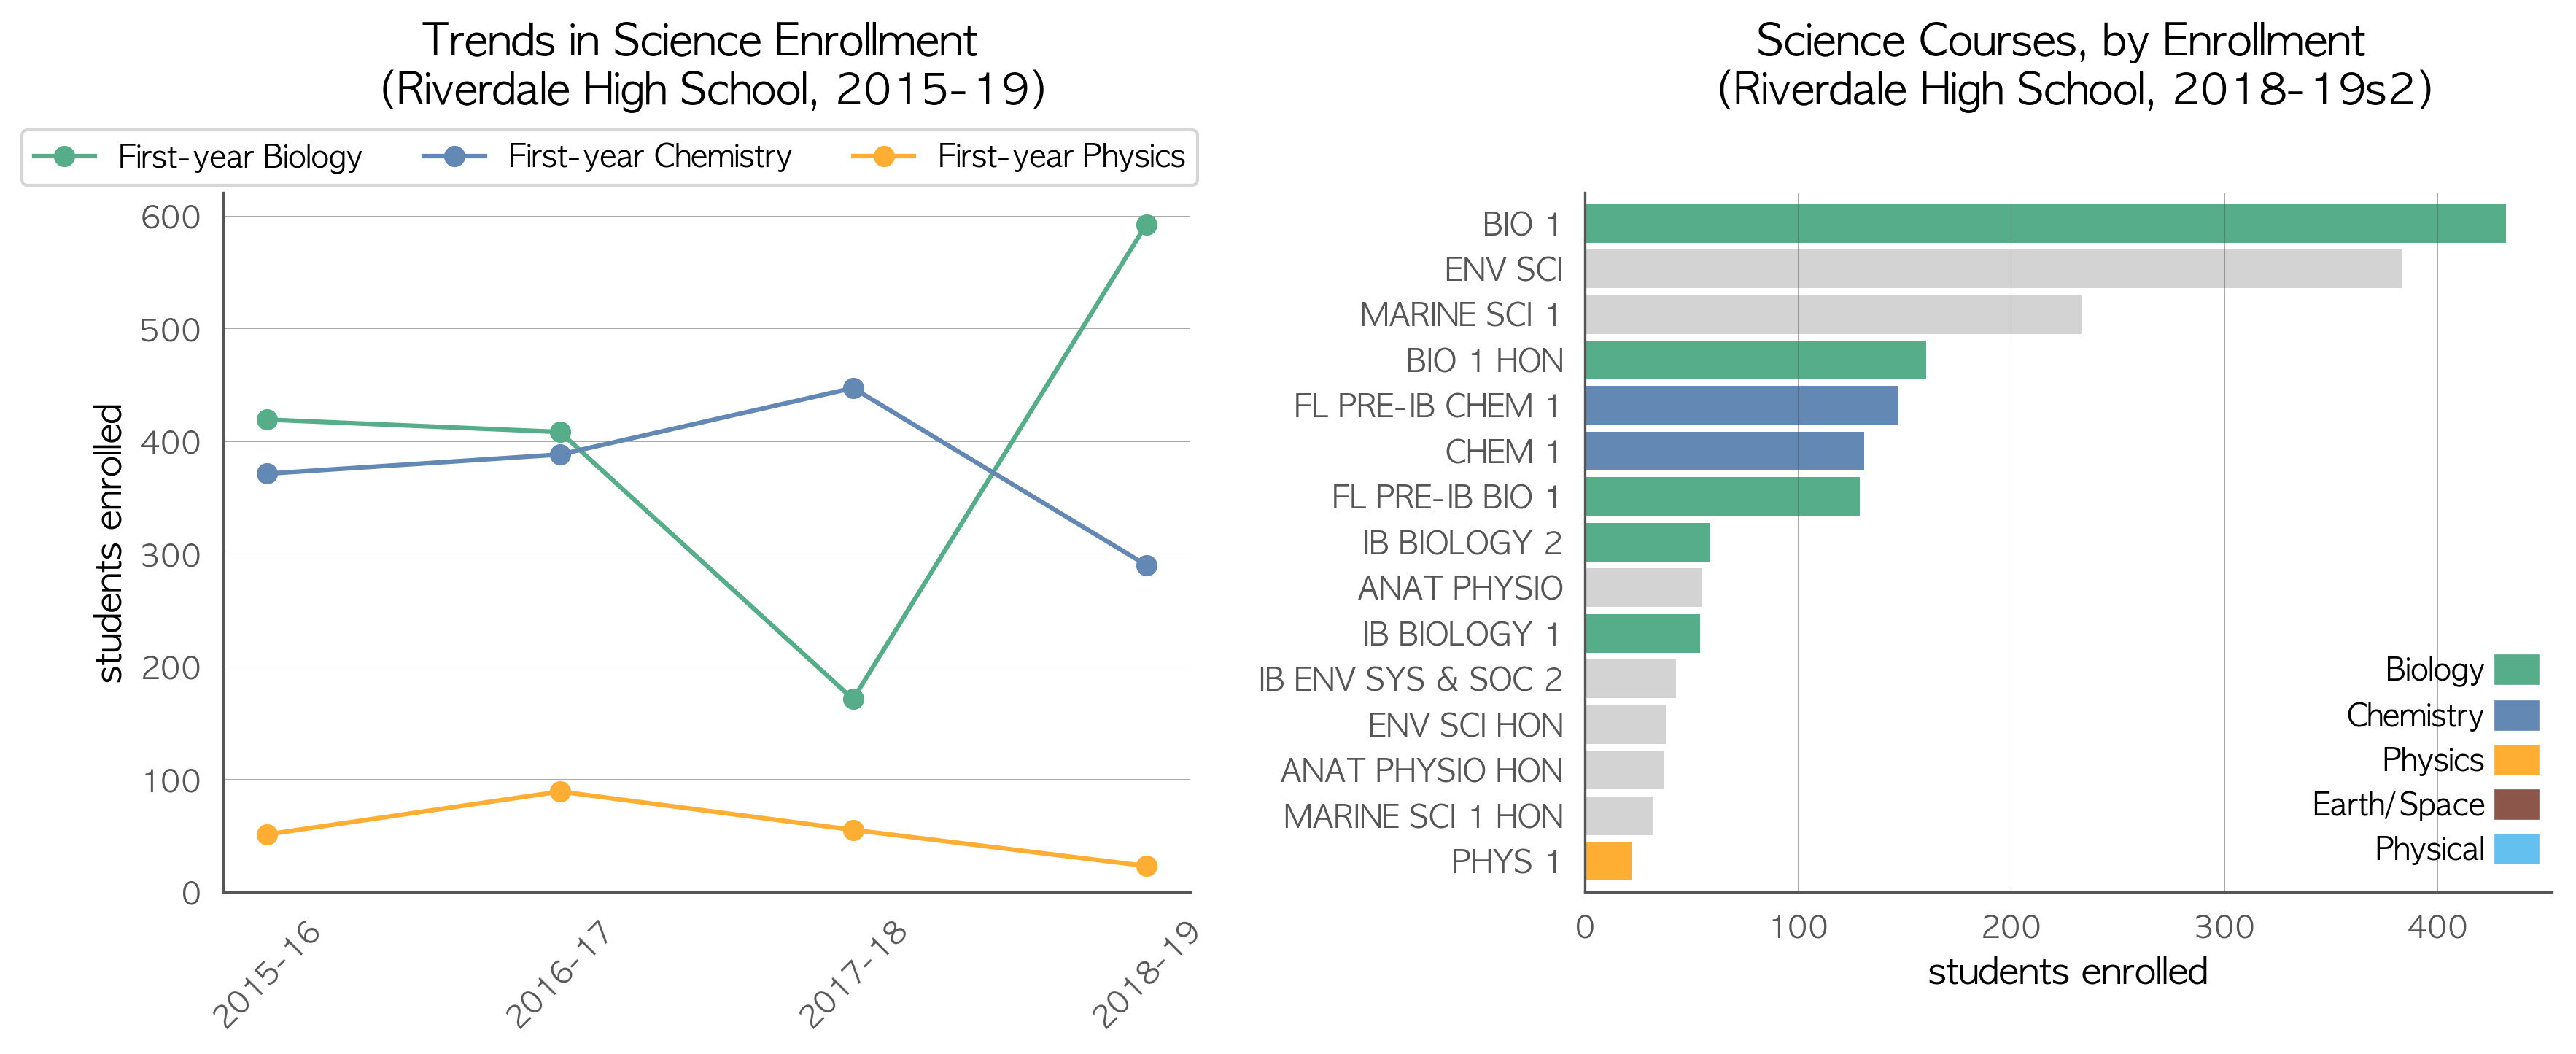 Trends in Science Enrollment
(Riverdale High School, 2015-19)
First-year Biology
First-year Chemistry
First-year Physics
600
500
400
300
200
100
0
students enrolled
2015-16
2016-17
2017-18
2018-19
Science Courses, by Enrollment
(Riverdale High School, 2018-19s2)
BIO 1
ENV SCI
MARINE SCI 1
BIO 1 HON
FL PRE-IB CHEM 1
CHEM 1
FL PRE-IB BIO 1
IB BIOLOGY 2
ANAT PHYSIO
IB BIOLOGY 1
IB ENV SYS & SOC 2
ENV SCI HON
ANAT PHYSIO HON
MARINE SCI 1 HON
PHYS 1
Biology
Chemistry
Physics
Earth/Space
Physical
0
100
200
300
400
students enrolled